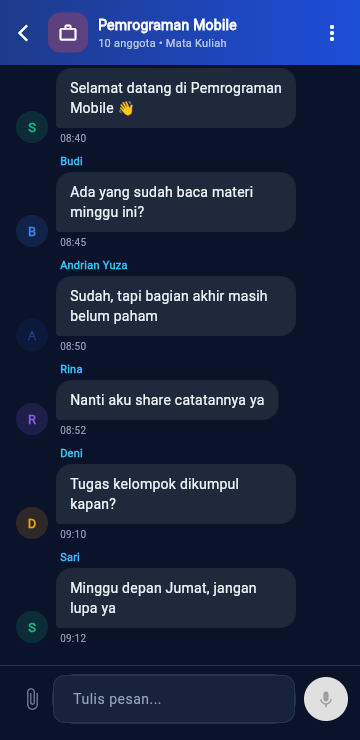 Pemrograman Mobile
10 anggota • Mata Kuliah
Selamat datang di Pemrograman
Mobile 👋
S
08:40
Budi
Ada yang sudah baca materi
minggu ini?
B
08:45
Andrian Yuza
Sudah, tapi bagian akhir masih
belum paham
A
08:50
Rina
Nanti aku share catatannya ya
R
08:52
Deni
Tugas kelompok dikumpul
kapan?
D
09:10
Sari
Minggu depan Jumat, jangan
lupa ya
S
09:12
Tulis pesan...